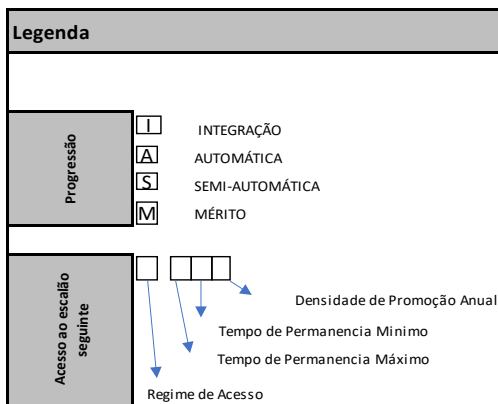 Legenda
Progressão
I INTEGRAÇÃO
A AUTOMÁTICA
S SEMI-AUTOMÁTICA
M MÉRITO
Acesso ao escalão
seguinte
Densidade de Promoção Anual
Tempo de Permanencia Minimo
Tempo de Permanencia Máximo
Regime de Acesso